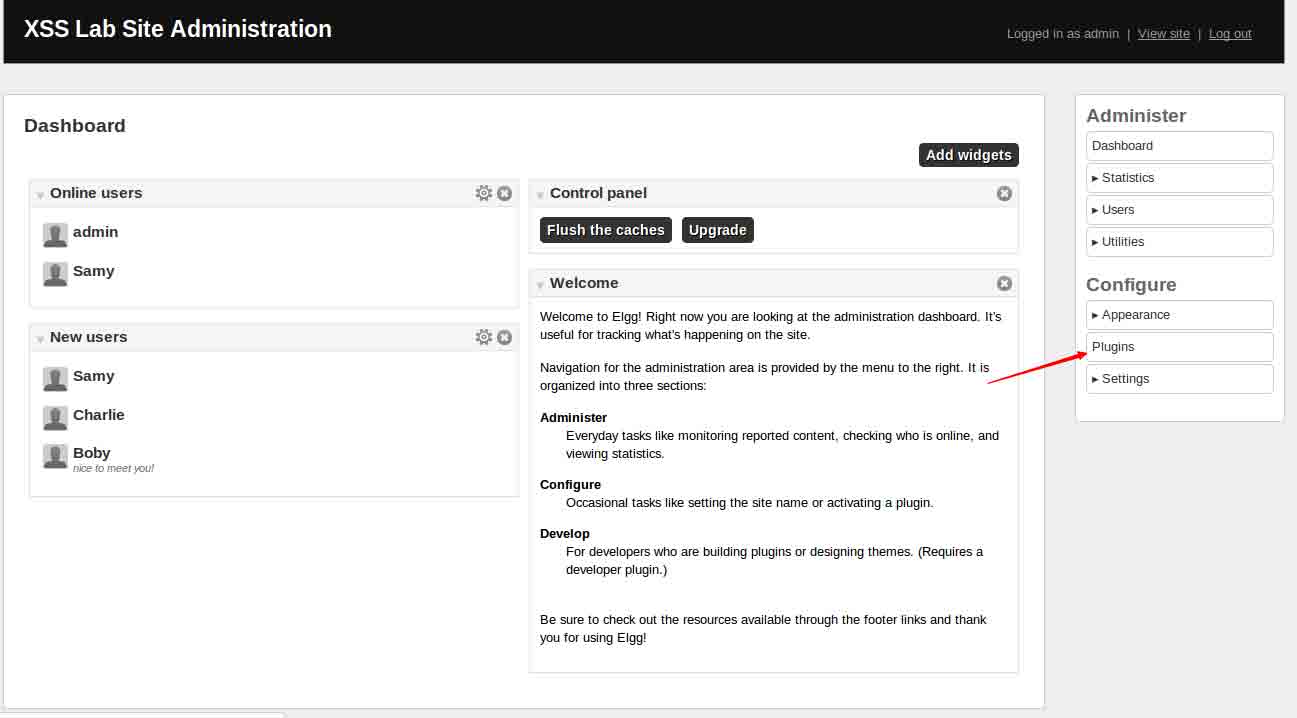 XSS Lab Site Administration
Logged in as admin | View site | Log out
Dashboard
Add widgets
Online users
admin
Samy
New users
Samy
Charlie
Boby
nice to meet you!
Control panel
Flush the caches Upgrade
Welcome
Welcome to Elgg! Right now you are looking at the administration dashboard. It's
useful for tracking what's happening on the site.
Navigation for the administration area is provided by the menu to the right. It is
organized into three sections:
Administer
Everyday tasks like monitoring reported content, checking who is online, and
viewing statistics.
Configure
Occasional tasks like setting the site name or activating a plugin.
Develop
For developers who are building plugins or designing themes. (Requires a
developer plugin.)
Be sure to check out the resources available through the footer links and thank
you for using Elgg!
Administer
Dashboard
▸ Statistics
▸ Users
▸ Utilities
Configure
▸ Appearance
Plugins
▸ Settings